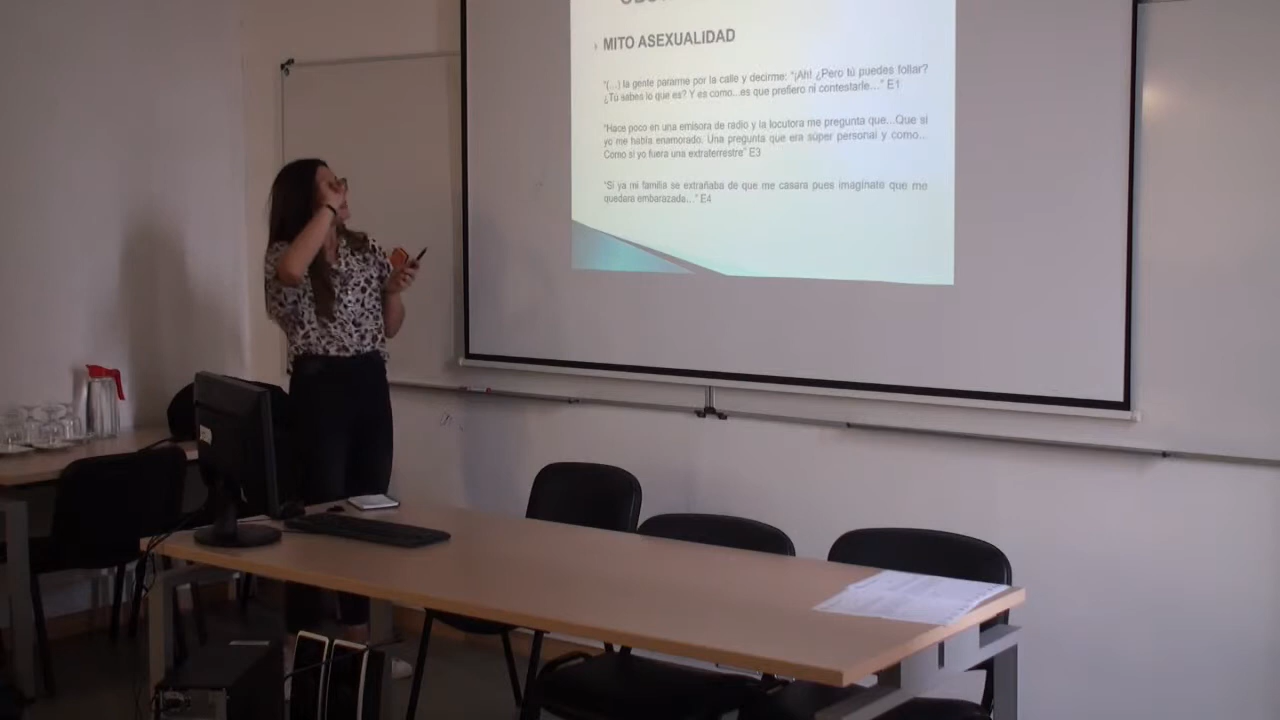 MITO ASEXUALIDAD
"(...) la gente pararme por la calle y decirme: "¡Ah! ¿Pero tú puedes follar?
¿Tú sabes lo que es? Y es como...es que prefiero ni contestarle..." E1
"Hace poco en una emisora de radio y la locutora me pregunta que...Que si
yo me había enamorado. Una pregunta que era súper personal y como...
Como si yo fuera una extraterrestre" E3
"Si ya mi familia se extrañaba de que me casara pues imagínate que me
quedara embarazada..." E4